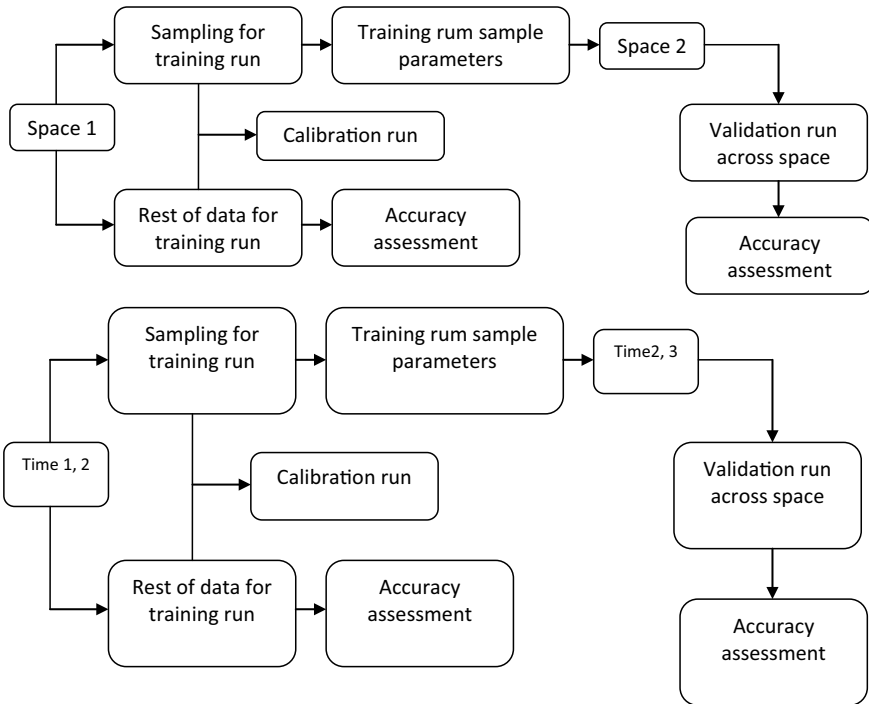 Sampling for
training run
Training rum sample
parameters
Space 2
Space 1
Calibration run
Validation run
across space
Rest of data for
training run
Accuracy
assessment
Accuracy
assessment
Sampling for
training run
Training rum sample
parameters
Time2, 3
Time 1, 2
Calibration run
Validation run
across space
Rest of data for
training run
Accuracy
assessment
Accuracy
assessment